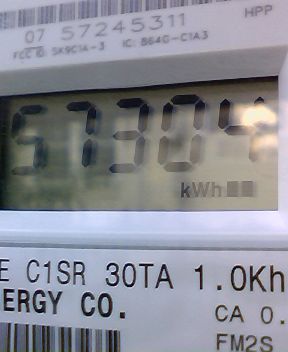 HPP
07 57245311
FCC ID: SK9C1A-3 IC: 864G-C1A3
57304
kWh
E C1SR 30TA 1.0Kh
ERGY CO.
CA 0.
FM2S